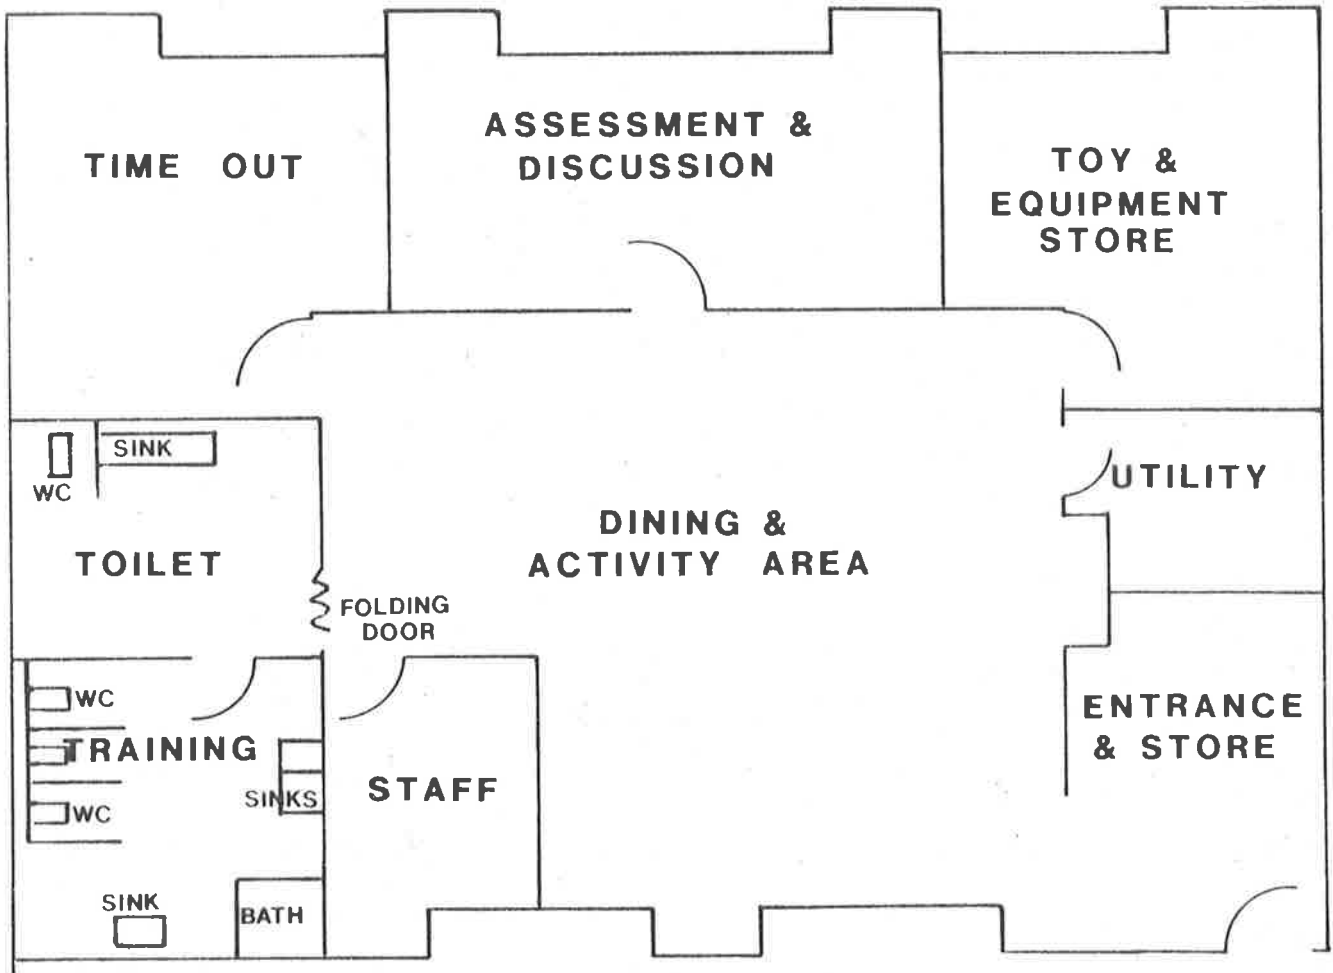 TIME OUT
ASSESSMENT &
DISCUSSION
TOY &
EQUIPMENT
STORE
SINK
WC
TOILET
DINING &
ACTIVITY AREA
UTILITY
FOLDING
DOOR
WC
TRAINING
SINKS
WC
STAFF
ENTRANCE
& STORE
SINK
BATH